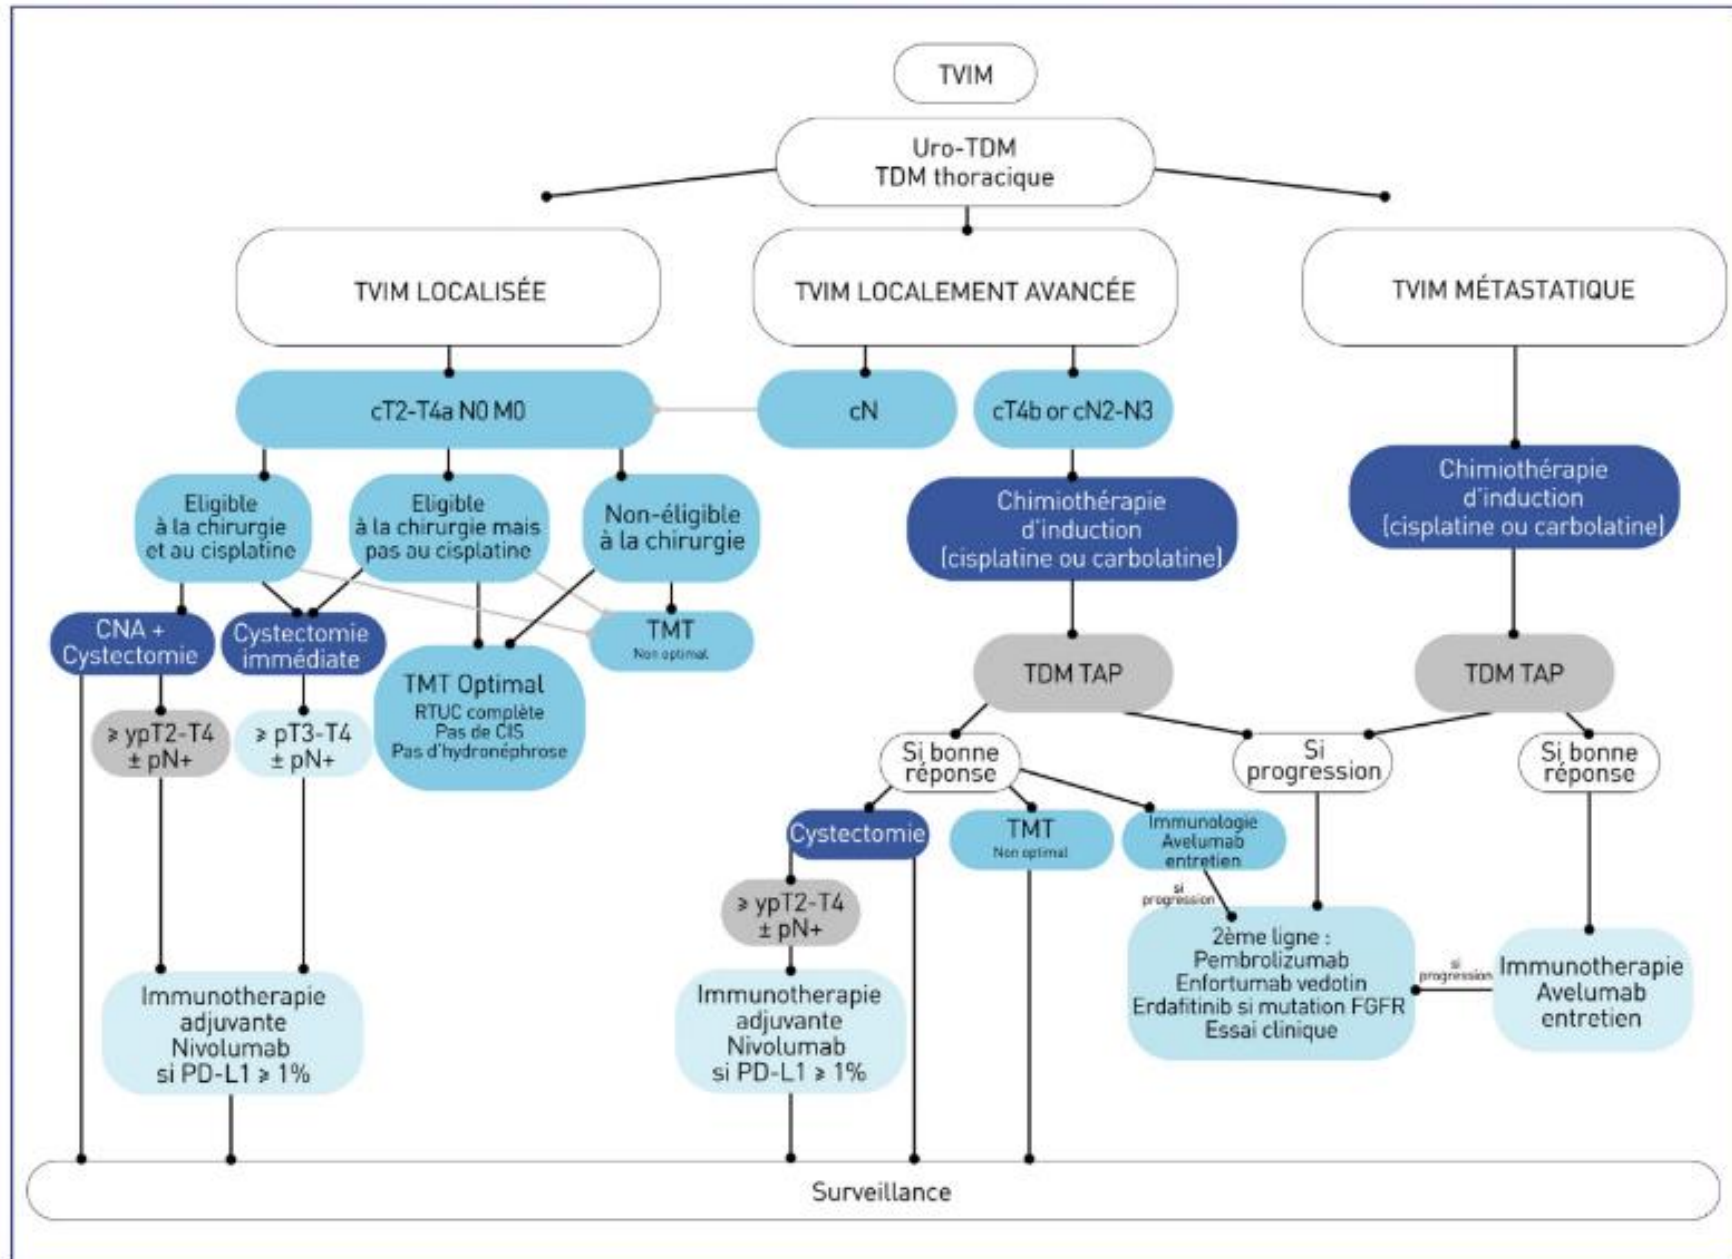 TVIM
Uro-TDM
TDM thoracique
TVIM LOCALISÉE
TVIM LOCALEMENT AVANCÉE
TVIM MÉTASTATIQUE
cT2-T4a N0 M0
cN
cT4b or cN2-N3
Eligible
à la chirurgie
et au cisplatine
Eligible
à la chirurgie mais
pas au cisplatine
Non-éligible
à la chirurgie
Chimiothérapie
d'induction
(cisplatine ou carbolatine)
Chimiothérapie
d'induction
(cisplatine ou carbolatine)
CNA +
Cystectomie
Cystectomie
immédiate
TMT Optimal
RTUC complète
Pas de CIS
Pas d'hydronéphrose
TMT
Non optimal
TDM TAP
TDM TAP
⩾ ypT2-T4
± pN+
⩾ pT3-T4
± pN+
Si bonne
réponse
Si
progression
Si bonne
réponse
Cystectomie
TMT
Non optimal
Immunologie
Avelumab
entretien
si
progression
⩾ ypT2-T4
± pN+
2ème ligne :
Pembrolizumab
Enfortumab vedotin
Erdafitinib si mutation FGFR
Essai clinique
si
progression
Immunotherapie
Avelumab
entretien
Immunotherapie
adjuvante
Nivolumab
si PD-L1 ⩾ 1%
Immunotherapie
adjuvante
Nivolumab
si PD-L1 ⩾ 1%
Surveillance